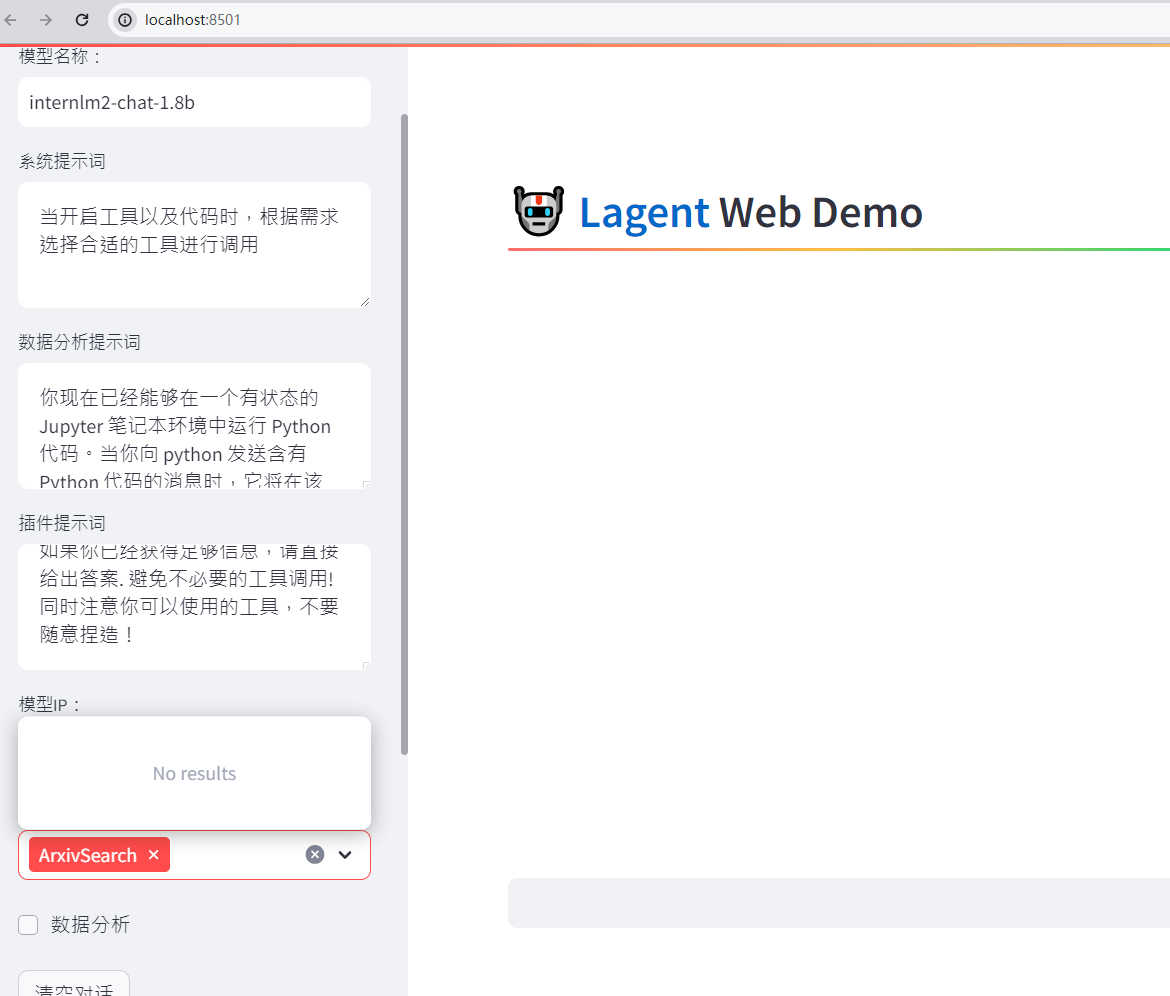 localhost:8501
模型名称：
internlm2-chat-1.8b
系统提示词
当开启工具以及代码时，根据需求
选择合适的工具进行调用
数据分析提示词
你现在已经能够在一个有状态的
Jupyter 笔记本环境中运行 Python
代码。当你向 python 发送含有
Python 代码的消息时，它将在该
插件提示词
如果你已经获得足够信息，请直接
给出答案. 避免不必要的工具调用!
同时注意你可以使用的工具，不要
随意捏造！
模型IP：
No results
ArxivSearch
数据分析
清空对话
Lagent Web Demo